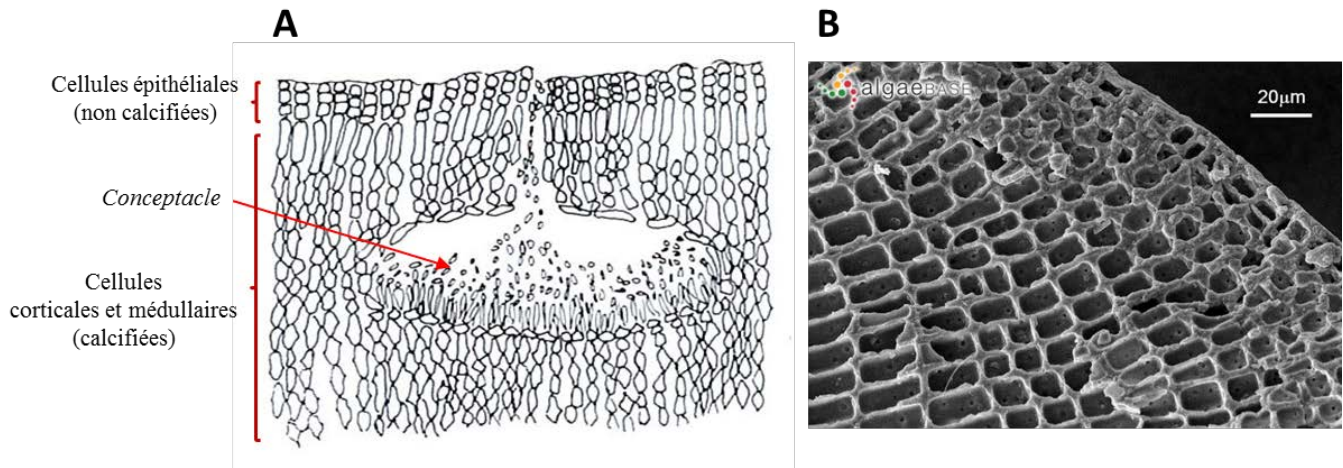 A
Cellules épithéliales
(non calcifiées)
Conceptacle
Cellules
corticales et médullaires
(calcifiées)
B
algaeBASE
20µm